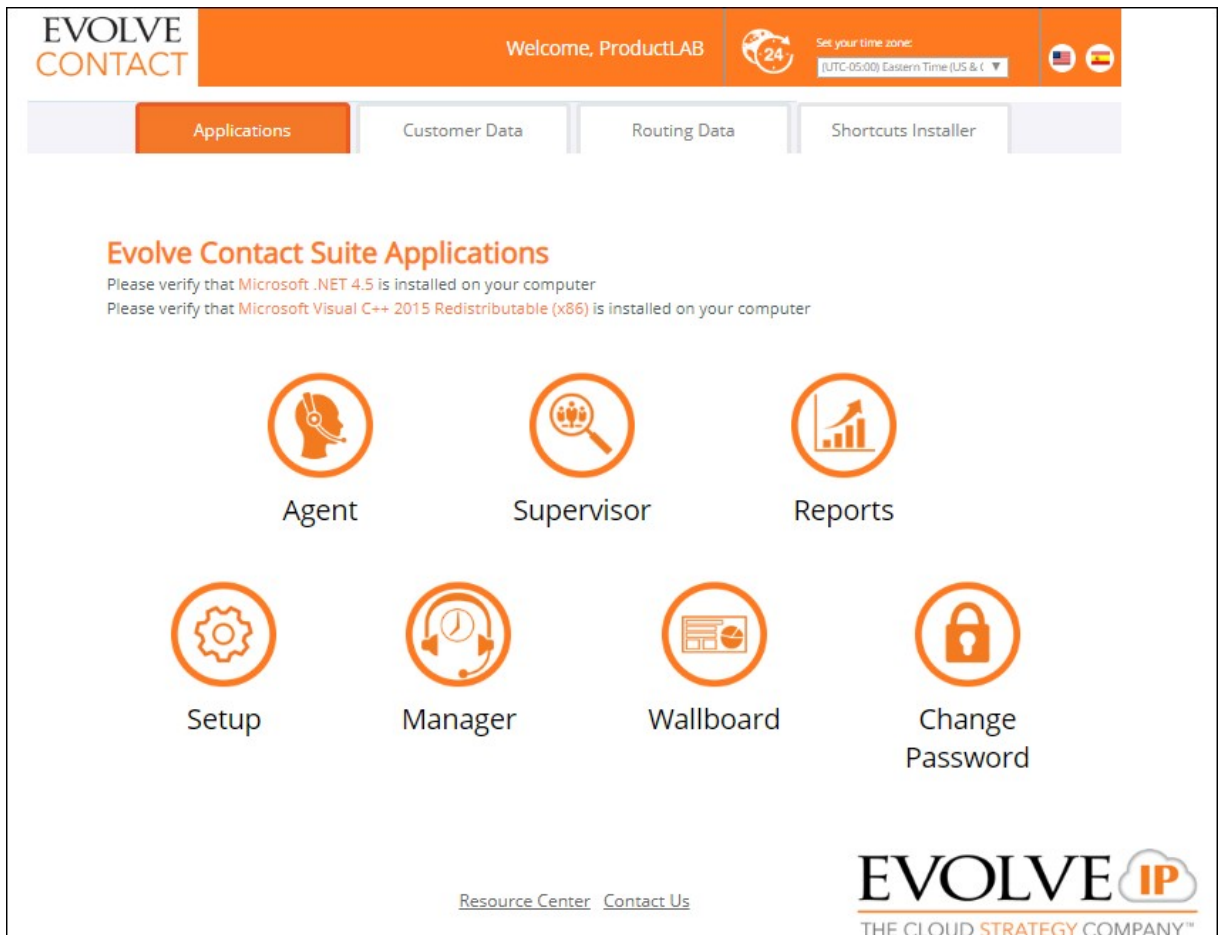 EVOLVE
CONTACT
Welcome, ProductLAB
24
Set your time zone:
(UTC-05:00) Eastern Time (US & (
Applications
Customer Data
Routing Data
Shortcuts Installer
Evolve Contact Suite Applications
Please verify that Microsoft .NET 4.5 is installed on your computer
Please verify that Microsoft Visual C++ 2015 Redistributable (x86) is installed on your computer
Agent
Supervisor
Reports
Setup
Manager
Wallboard
Change
Password
Resource Center Contact Us
EVOLVE IP
THE CLOUD STRATEGY COMPANY™